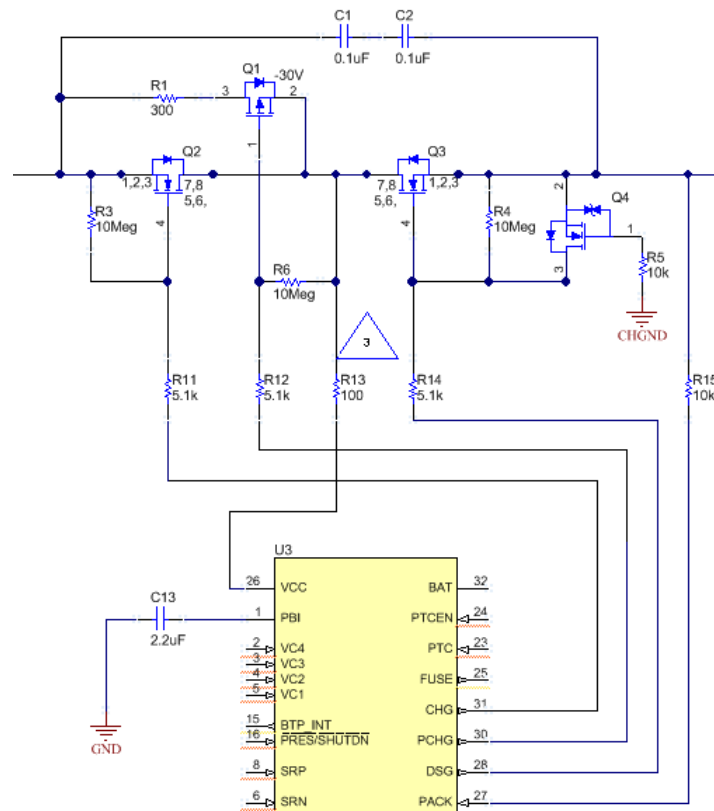 C1 C2
0.1uF 0.1uF
Q1 -30V
R1
300
3 2
1
Q2 Q3
1,2,3 7,8
5,6,
7,8 1,2,3
5,6,
4 4
R3
10Meg
R4
10Meg
2 Q4
1
3
R5
10k
CHGND
R6
10Meg
3
R11
5.1k
R12
5.1k
R13
100
R14
5.1k
R15
10k
U3
26 VCC BAT 32
1 PBI PTCEN 24
C13
2.2uF
2 VC4 PTC 23
3 VC3
4 VC2 FUSE 25
5 VC1
CHG 31
15 BTP_INT
16 PRES/SHUTDN PCHG 30
8 SRP DSG 28
6 SRN PACK 27
GND